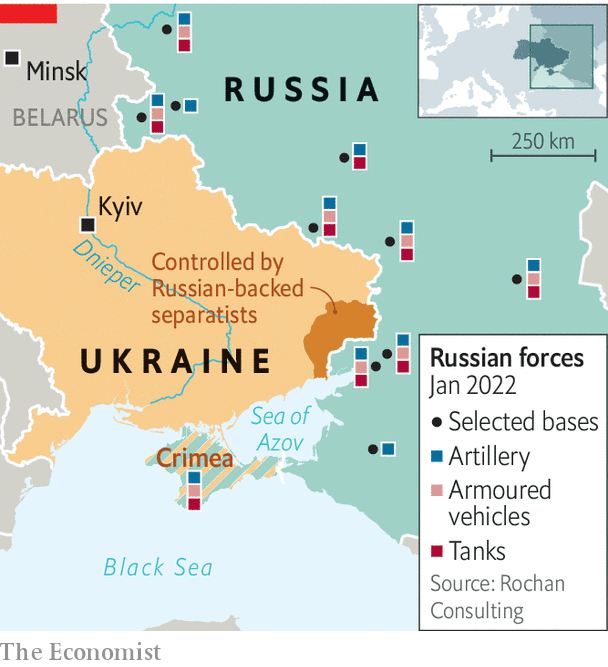 Minsk
BELARUS
RUSSIA
250 km
Kyiv
Dnieper
Controlled by
Russian-backed
separatists
UKRAINE
Sea of
Azov
Crimea
Black Sea
Russian forces
Jan 2022
Selected bases
Artillery
Armoured
vehicles
Tanks
Source: Rochan
Consulting
The Economist